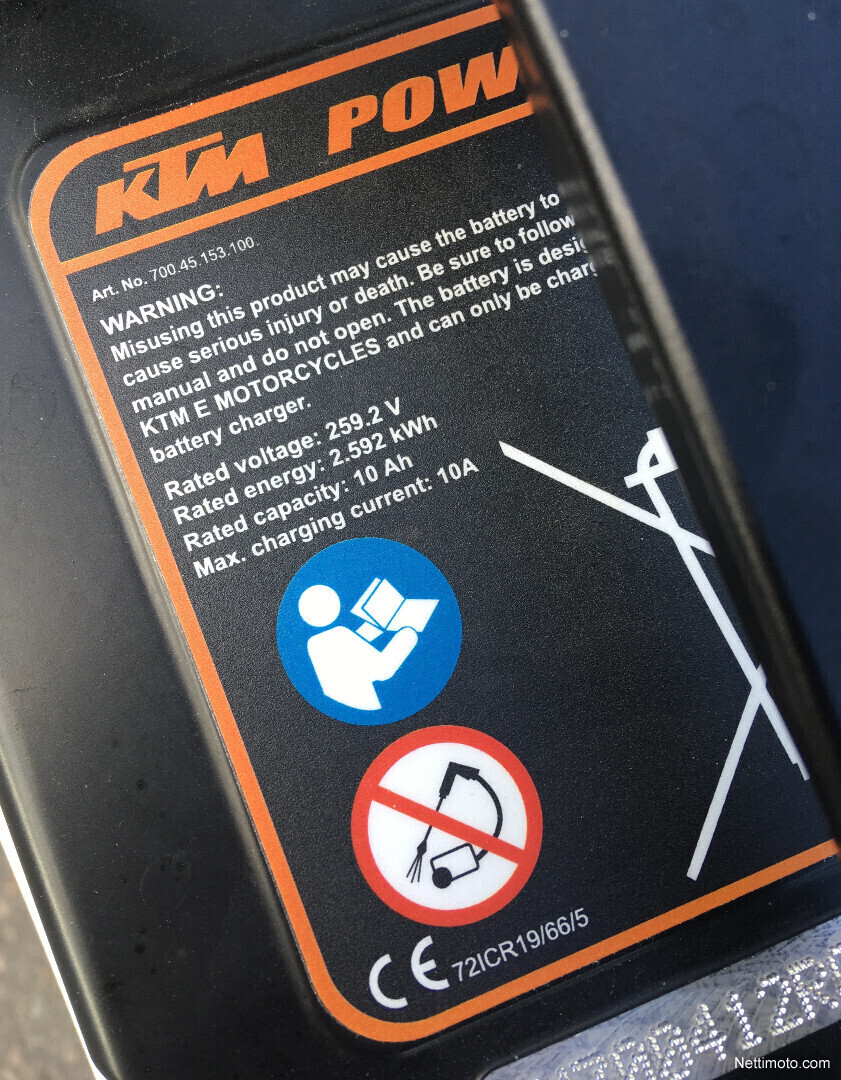 KTM POW
Art. No. 700.45.153.100.
WARNING:
Misusing this product may cause the battery to
cause serious injury or death. Be sure to follow
manual and do not open. The battery is desig
KTM E MOTORCYCLES and can only be charg
battery charger.
Rated voltage: 259.2 V
Rated energy: 2.592 kWh
Rated capacity: 10 Ah
Max. charging current: 10A
CE 72ICR19/66/5
Nettimoto.com